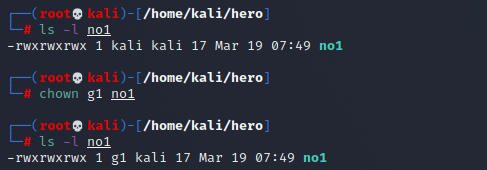 ┌──(root💀kali)-[/home/kali/hero]
└─# ls -l no1
-rwxrwxrwx 1 kali kali 17 Mar 19 07:49 no1
┌──(root💀kali)-[/home/kali/hero]
└─# chown g1 no1
┌──(root💀kali)-[/home/kali/hero]
└─# ls -l no1
-rwxrwxrwx 1 g1 kali 17 Mar 19 07:49 no1